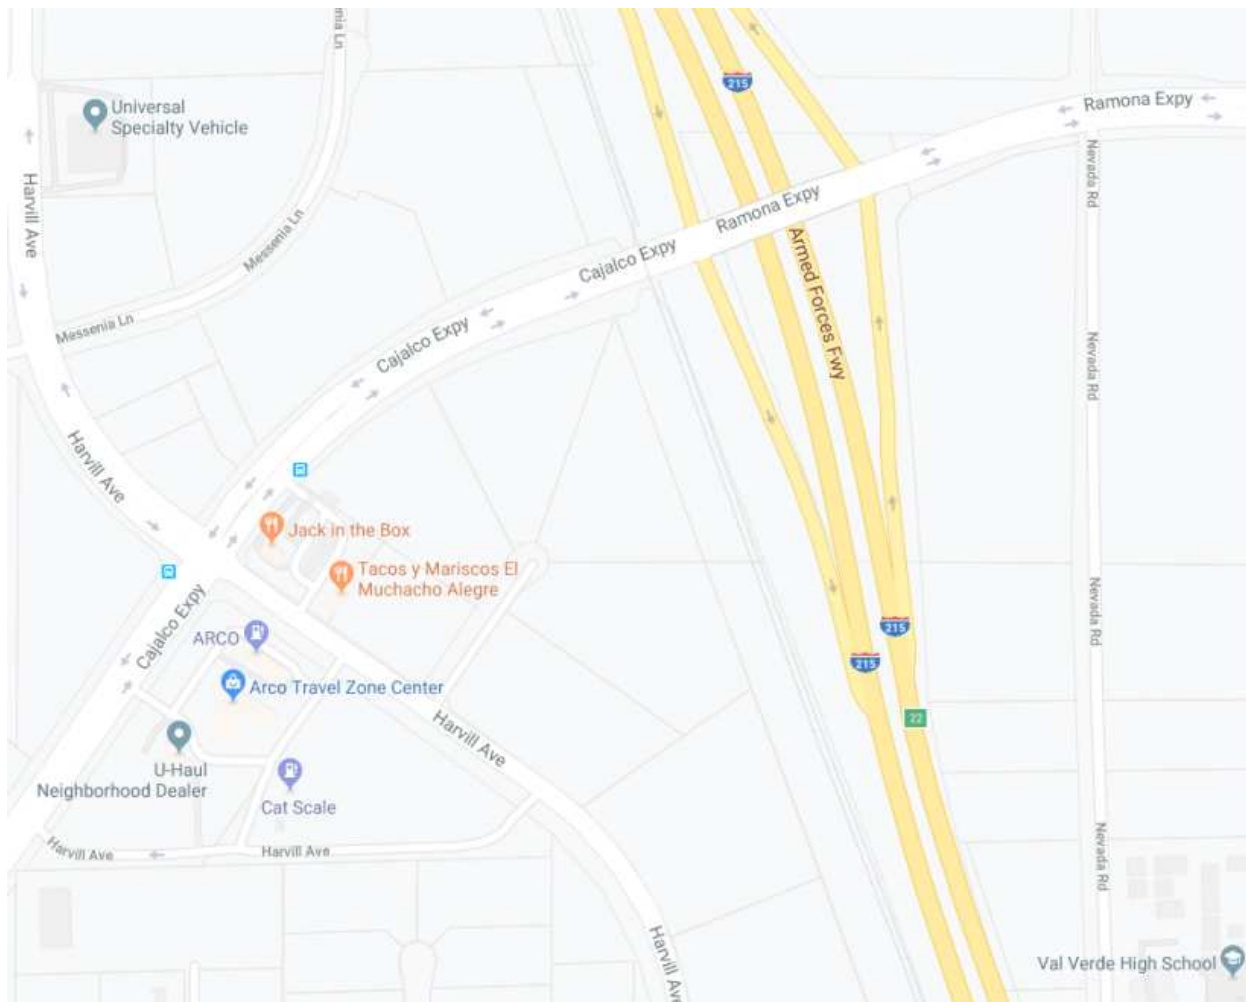 Messenia Ln
215
Ramona Expy
Universal
Specialty Vehicle
Nevada Rd
Harvill Ave
Ramona Expy
Messenia Ln
Cajalco Expy
Armed Forces Fwy
Messenia Ln
Cajalco Expy
Nevada Rd
Harvill Ave
Jack in the Box
Tacos y Mariscos El
Muchacho Alegre
Cajalco Expy
ARCO
215
Nevada Rd
215
Arco Travel Zone Center
22
Harvill Ave
U-Haul
Neighborhood Dealer
Cat Scale
Harvill Ave
Harvill Ave
Nevada Rd
Harvill Ave
Val Verde High School